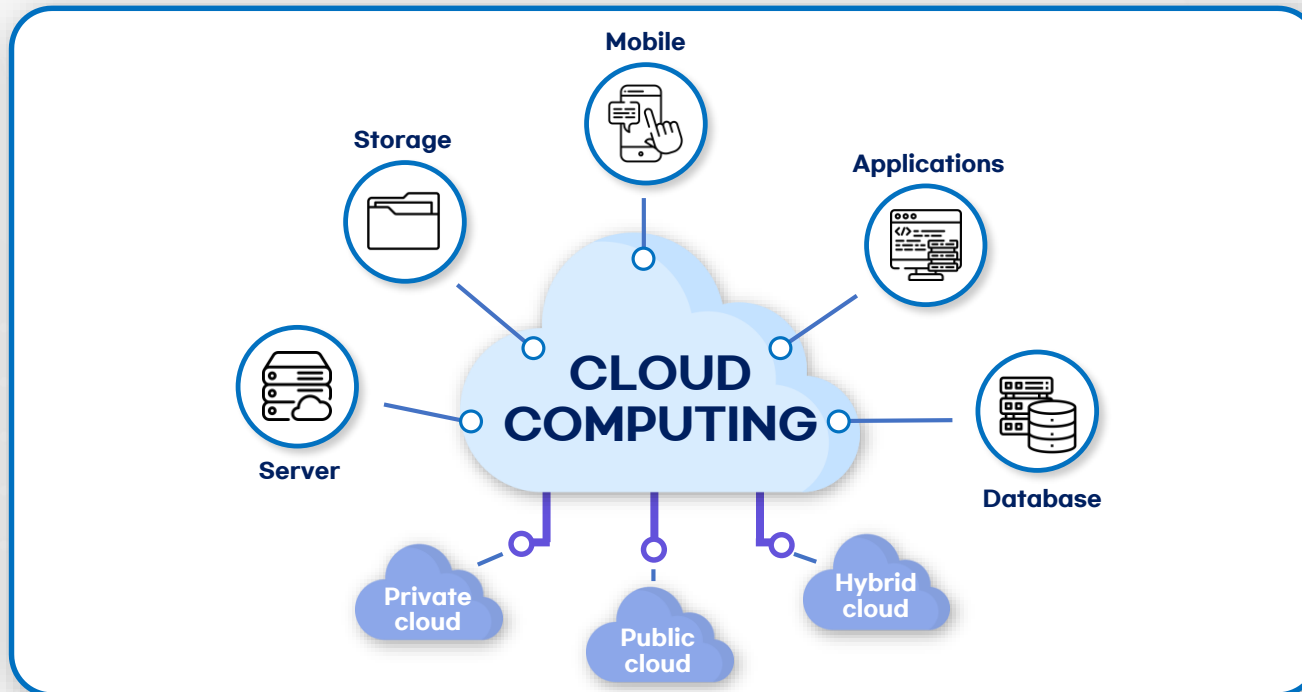 Mobile
Storage
Applications
CLOUD
COMPUTING
Server
Database
Private
cloud
Public
cloud
Hybrid
cloud